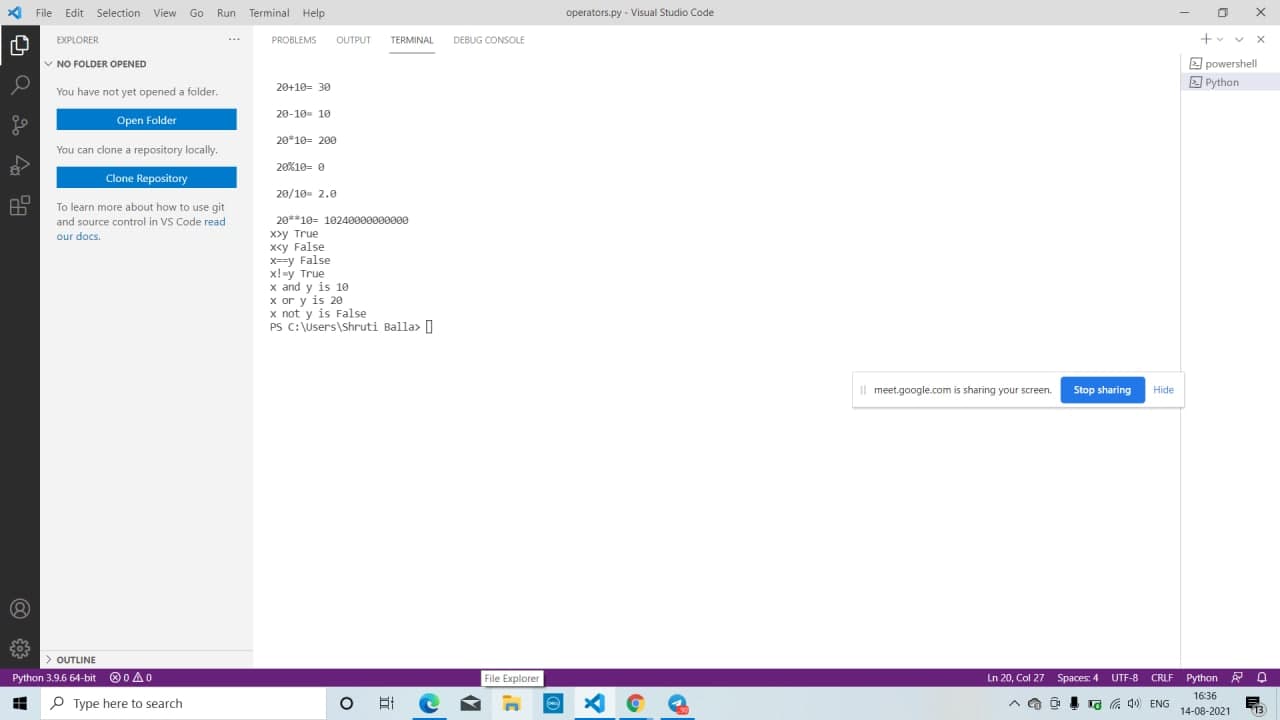 File Edit Selection View Go Run Terminal Help operators.py - Visual Studio Code
EXPLORER
NO FOLDER OPENED
You have not yet opened a folder.
Open Folder
You can clone a repository locally.
Clone Repository
To learn more about how to use git
and source control in VS Code read
our docs.
OUTLINE
PROBLEMS OUTPUT TERMINAL DEBUG CONSOLE
20+10= 30
20-10= 10
20*10= 200
20%10= 0
20/10= 2.0
20**10= 10240000000000
x>y True
x<y False
x==y False
x!=y True
x and y is 10
x or y is 20
x not y is False
PS C:\Users\Shruti Balla>
powershell
Python
meet.google.com is sharing your screen. Stop sharing Hide
File Explorer
Python 3.9.6 64-bit 0 0 Ln 20, Col 27 Spaces: 4 UTF-8 CRLF Python
Type here to search
DELL
ENG
16:36
14-08-2021
13